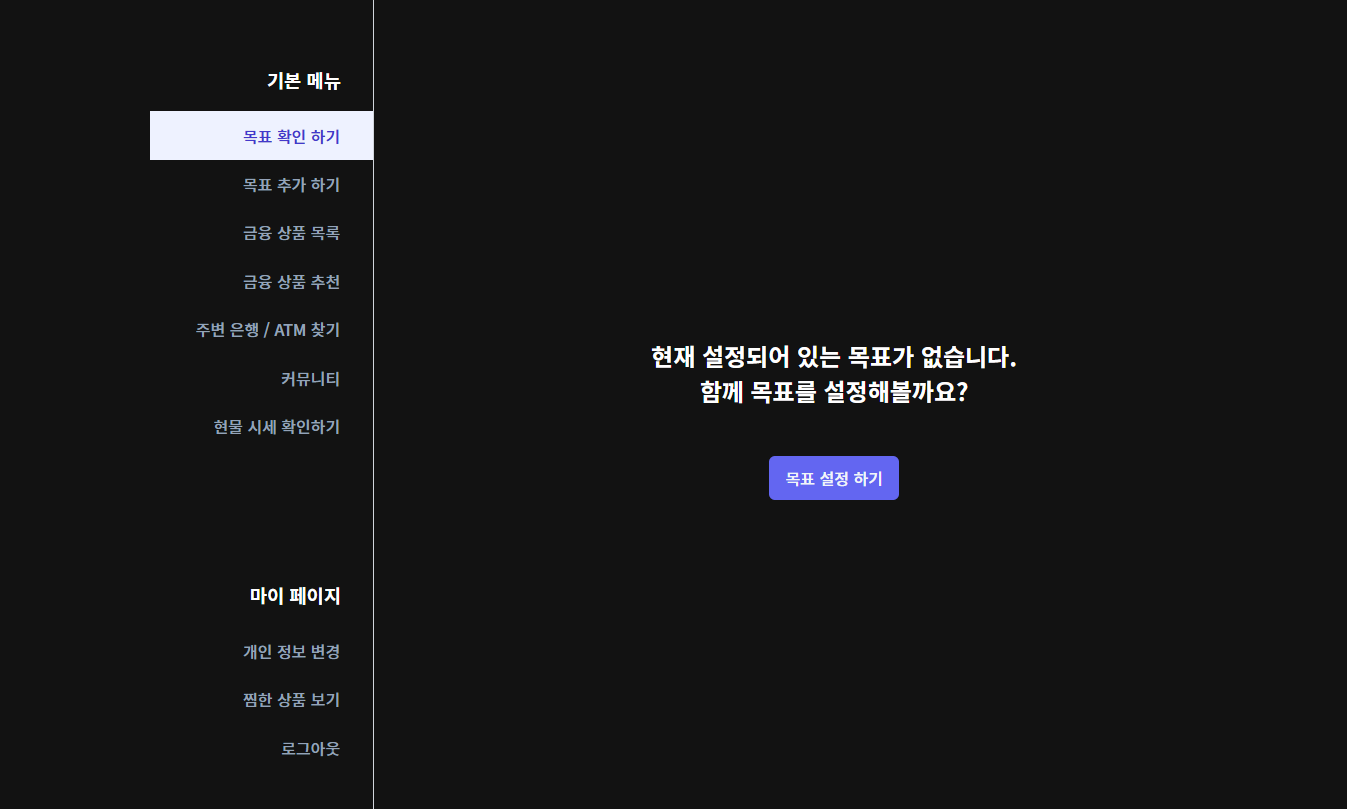 기본 메뉴
목표 확인 하기
목표 추가 하기
금융 상품 목록
금융 상품 추천
주변 은행 / ATM 찾기
커뮤니티
현물 시세 확인하기
마이 페이지
개인 정보 변경
찜한 상품 보기
로그아웃
현재 설정되어 있는 목표가 없습니다.
함께 목표를 설정해볼까요?
목표 설정 하기